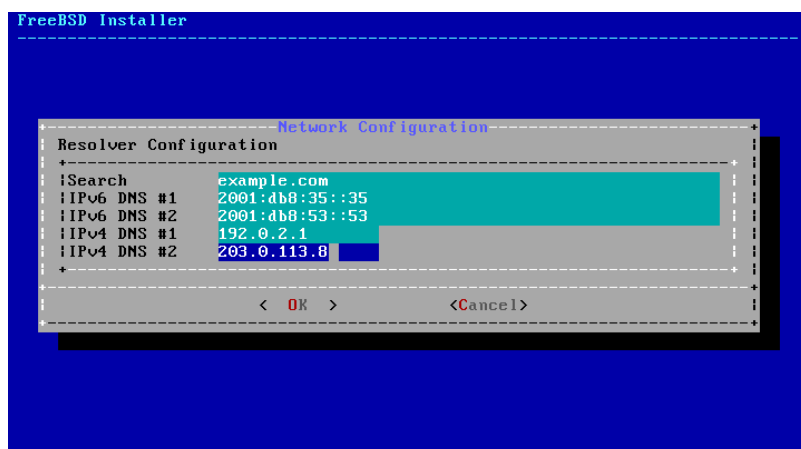 FreeBSD Installer
Network Configuration
Resolver Configuration
Search example.com
IPv6 DNS #1 2001:db8:35::35
IPv6 DNS #2 2001:db8:53::53
IPv4 DNS #1 192.0.2.1
IPv4 DNS #2 203.0.113.8
< OK > <Cancel>